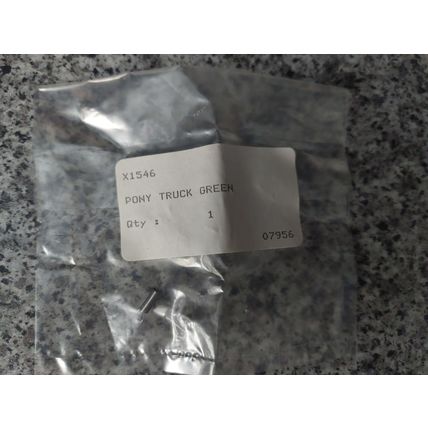 X1546
PONY TRUCK GREEN
Qty : 1
07956